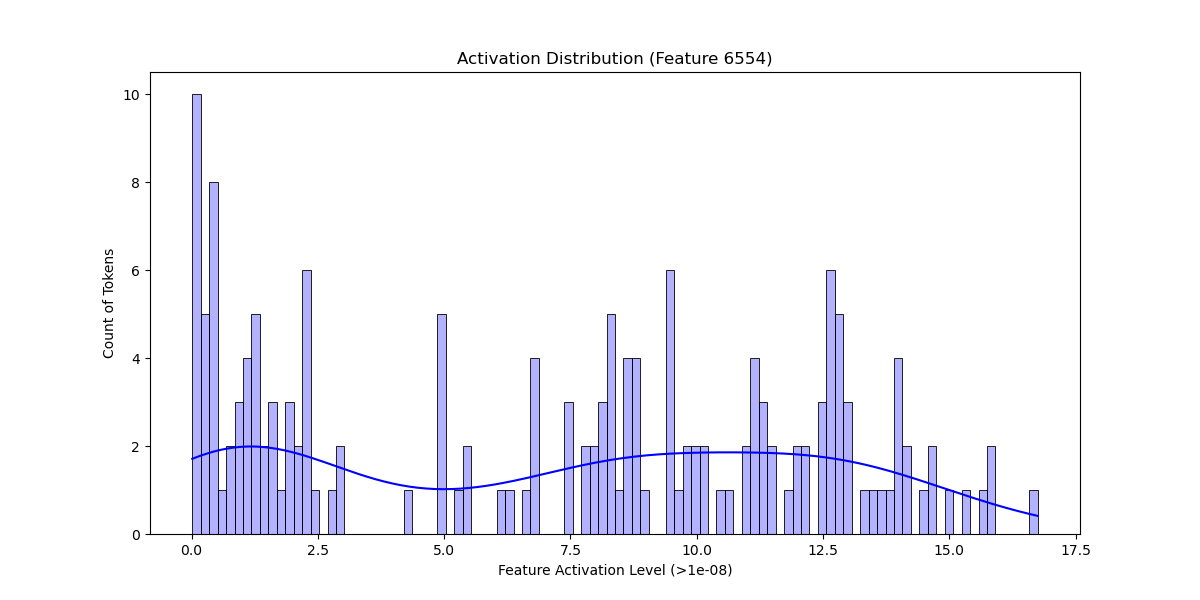 Activation Distribution (Feature 6554)
10
8
6
4
2
0
Count of Tokens
0.0 2.5 5.0 7.5 10.0 12.5 15.0 17.5
Feature Activation Level (>1e-08)